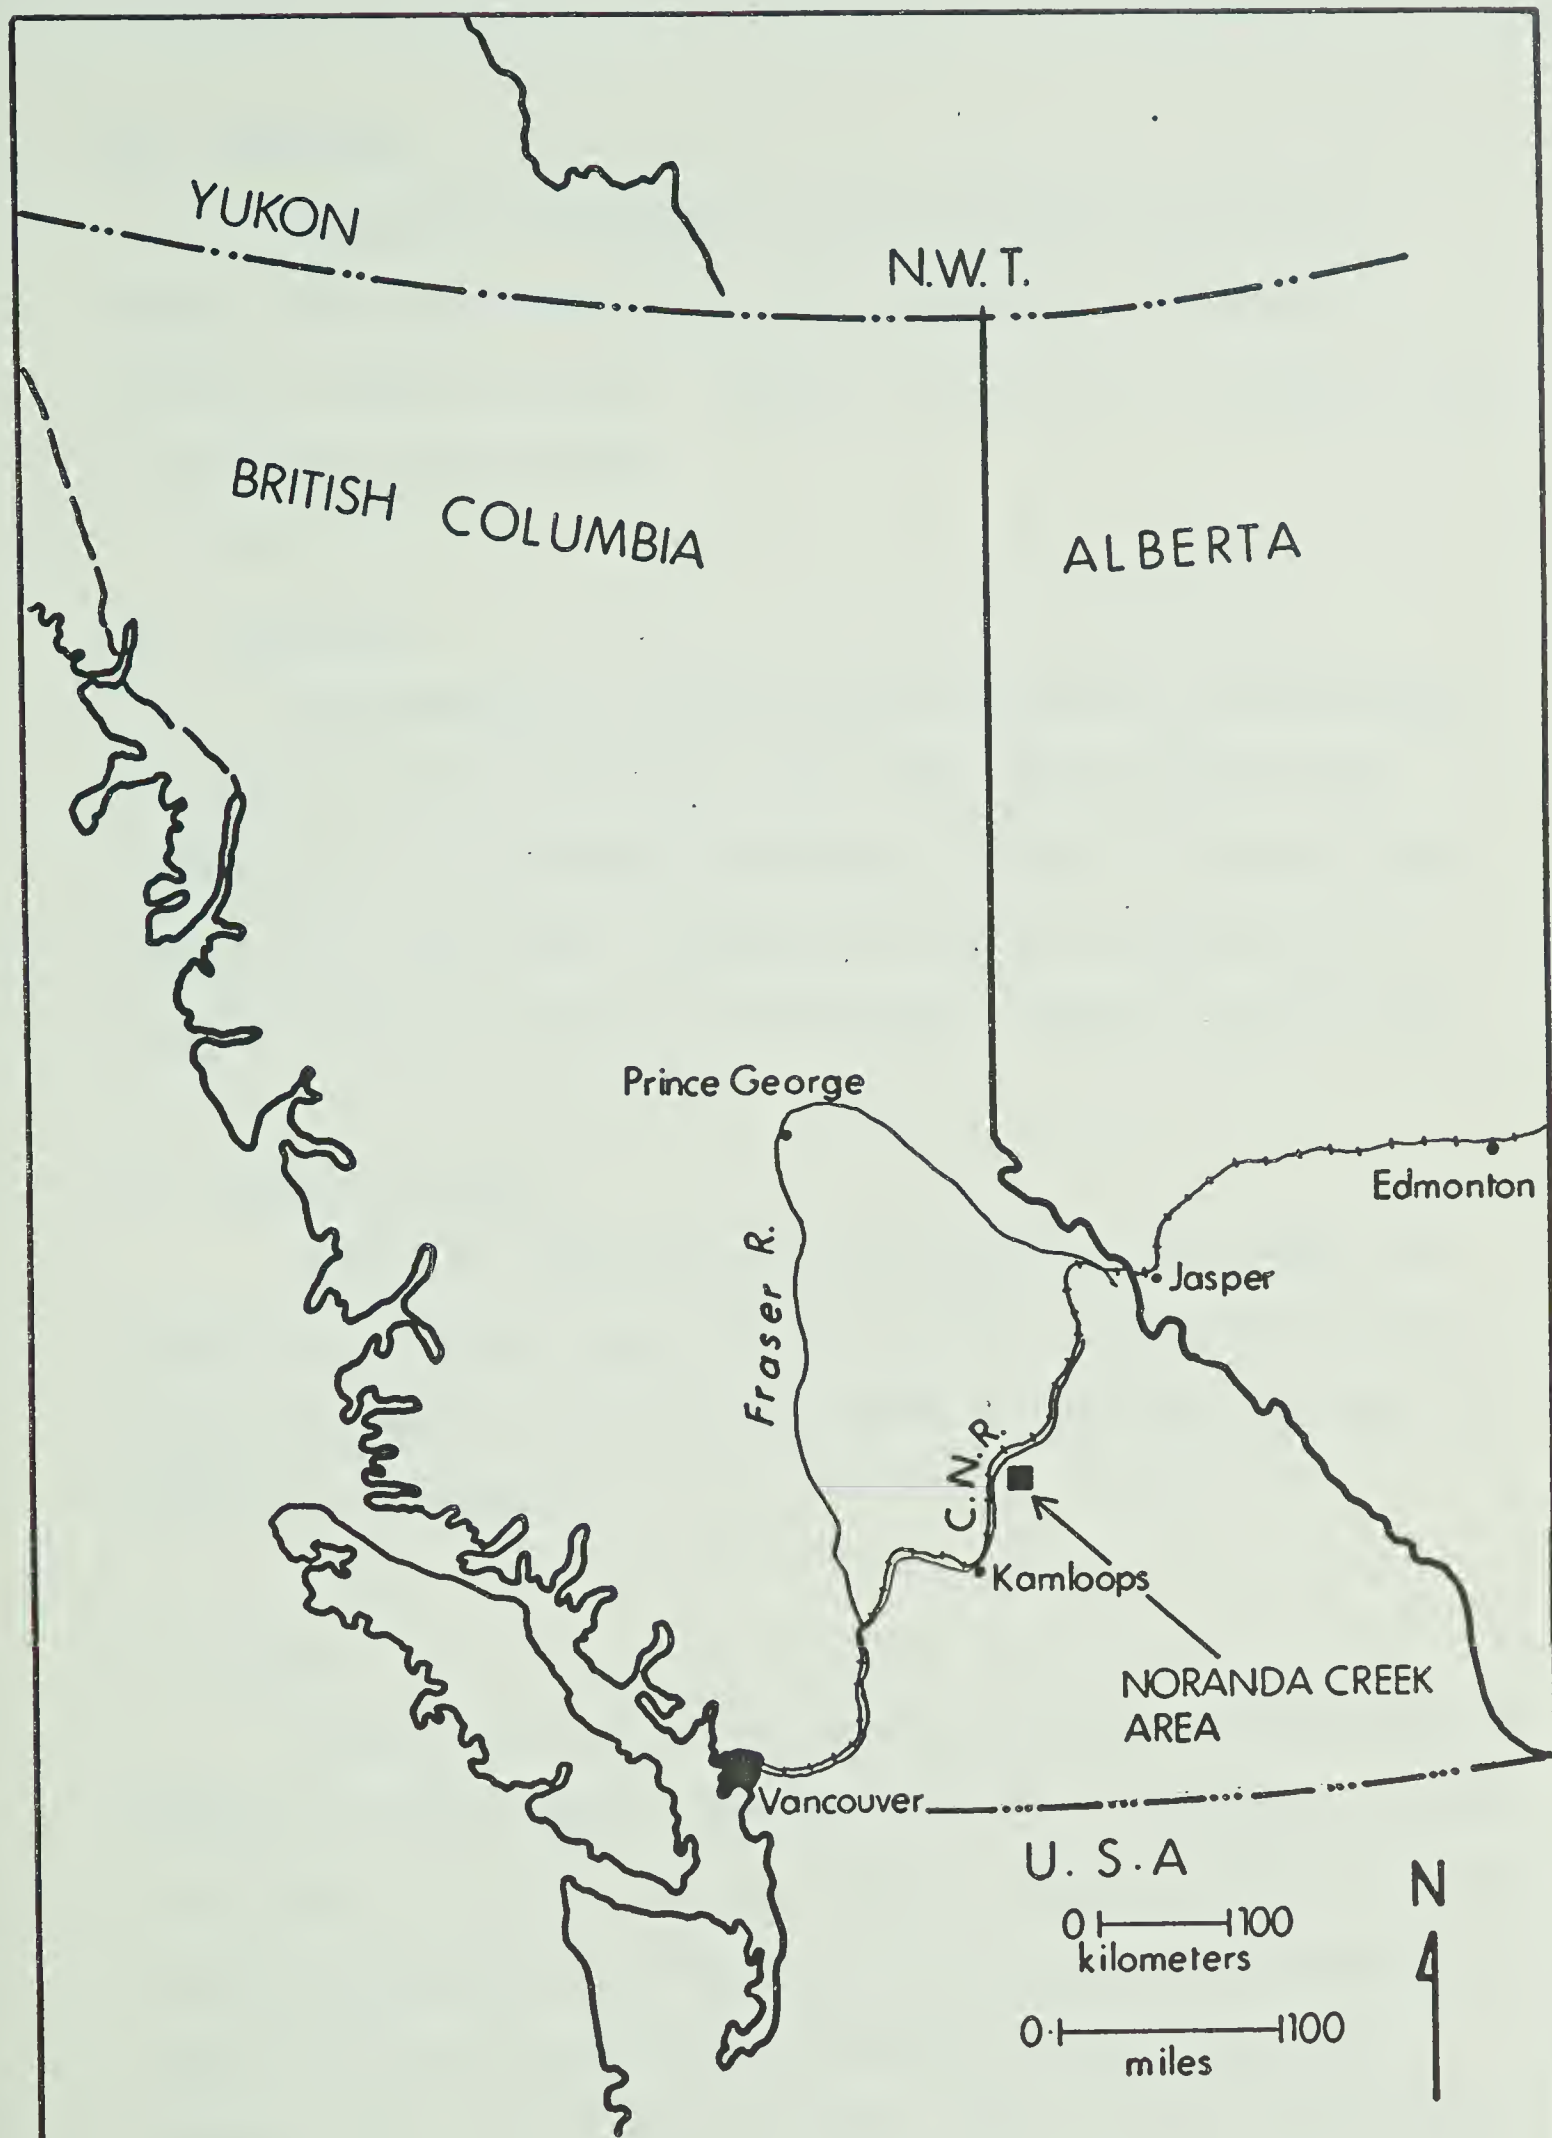 YUKON
N.W.T.
BRITISH COLUMBIA
ALBERTA
Prince George
Edmonton
Fraser R.
Jasper
C.N.R.
Kamloops
NORANDA CREEK
AREA
Vancouver
U.S.A
N
0 100
kilometers
0 100
miles